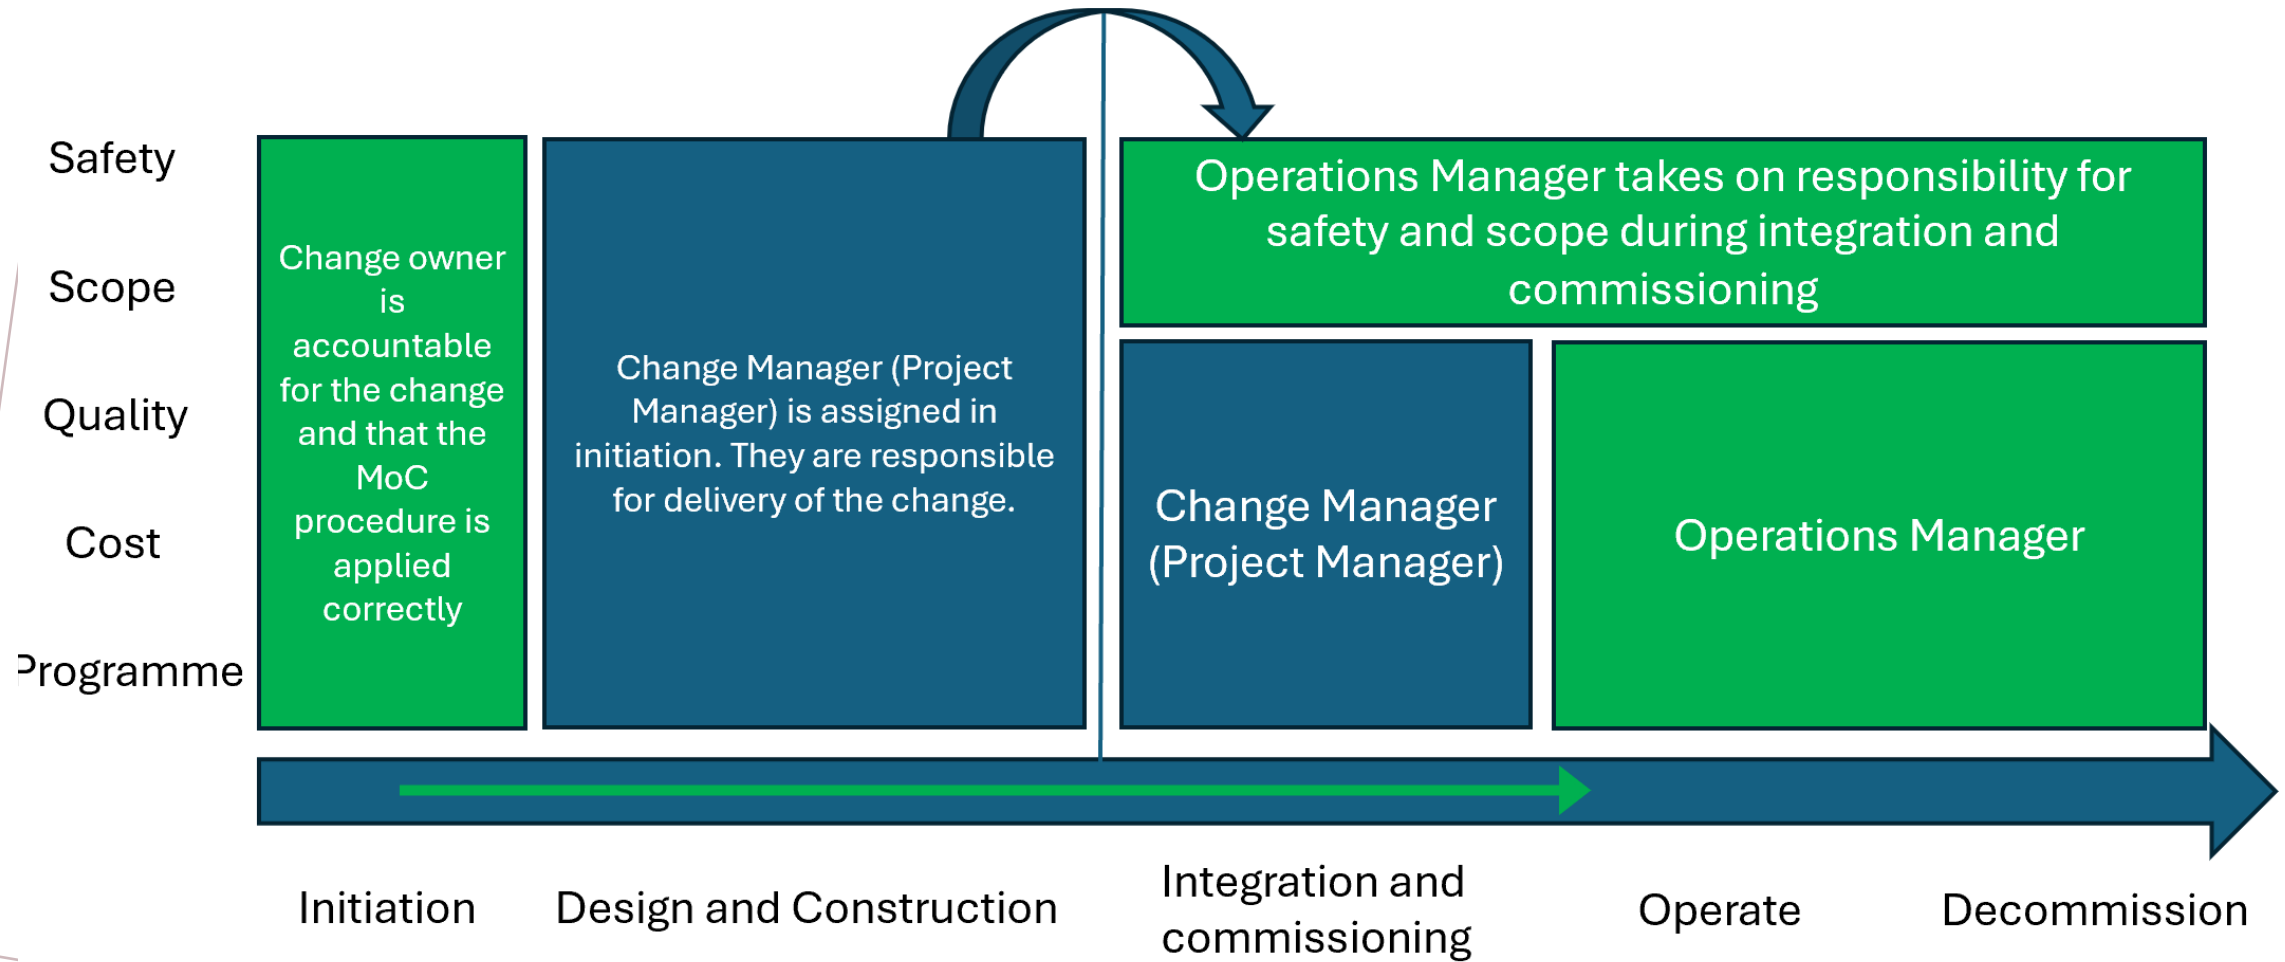 Safety
Scope
Quality
Cost
Programme
Change owner
is
accountable
for the change
and that the
MoC
procedure is
applied
correctly
Change Manager (Project
Manager) is assigned in
initiation. They are responsible
for delivery of the change.
Operations Manager takes on responsibility for
safety and scope during integration and
commissioning
Change Manager
(Project Manager)
Operations Manager
Initiation
Design and Construction
Integration and
commissioning
Operate
Decommission